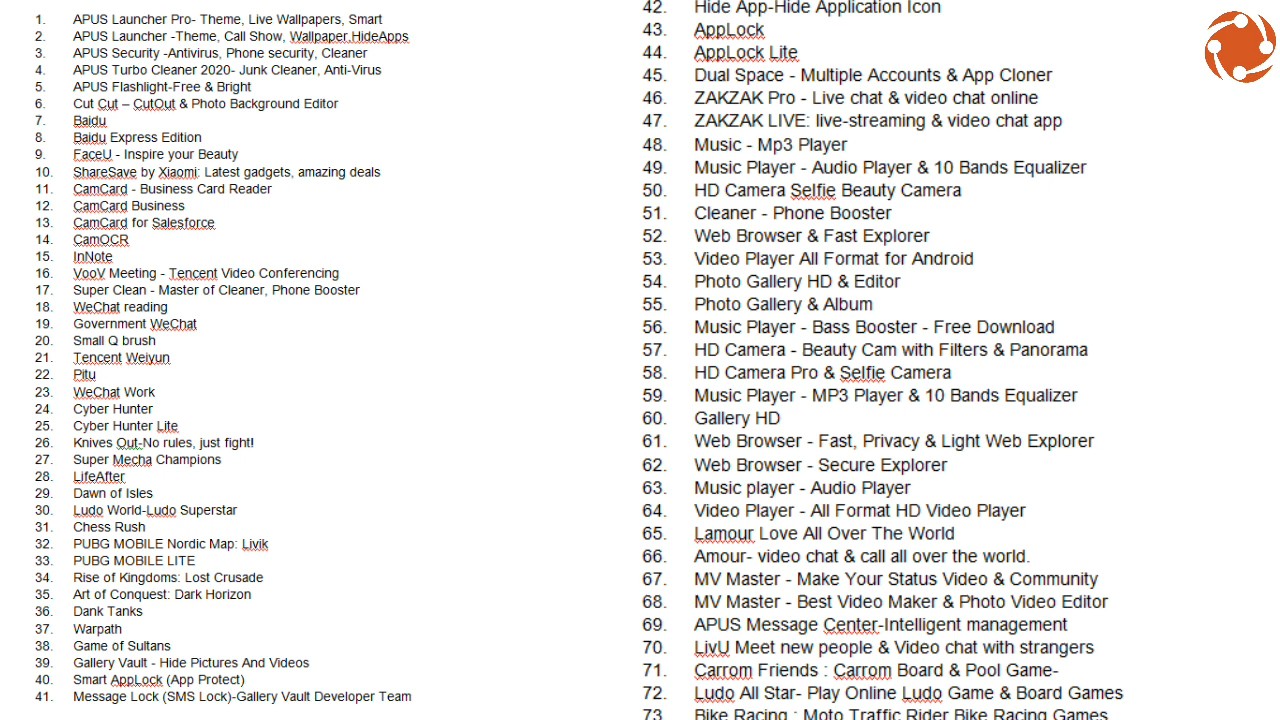 1. APUS Launcher Pro- Theme, Live Wallpapers, Smart
2. APUS Launcher -Theme, Call Show, Wallpaper,HideApps
3. APUS Security -Antivirus, Phone security, Cleaner
4. APUS Turbo Cleaner 2020- Junk Cleaner, Anti-Virus
5. APUS Flashlight-Free & Bright
6. Cut Cut – CutOut & Photo Background Editor
7. Baidu
8. Baidu Express Edition
9. FaceU - Inspire your Beauty
10. ShareSave by Xiaomi: Latest gadgets, amazing deals
11. CamCard - Business Card Reader
12. CamCard Business
13. CamCard for Salesforce
14. CamOCR
15. InNote
16. VooV Meeting - Tencent Video Conferencing
17. Super Clean - Master of Cleaner, Phone Booster
18. WeChat reading
19. Government WeChat
20. Small Q brush
21. Tencent Weiyun
22. Pitu
23. WeChat Work
24. Cyber Hunter
25. Cyber Hunter Lite
26. Knives Out-No rules, just fight!
27. Super Mecha Champions
28. LifeAfter
29. Dawn of Isles
30. Ludo World-Ludo Superstar
31. Chess Rush
32. PUBG MOBILE Nordic Map: Livik
33. PUBG MOBILE LITE
34. Rise of Kingdoms: Lost Crusade
35. Art of Conquest: Dark Horizon
36. Dank Tanks
37. Warpath
38. Game of Sultans
39. Gallery Vault - Hide Pictures And Videos
40. Smart AppLock (App Protect)
41. Message Lock (SMS Lock)-Gallery Vault Developer Team
42. Hide App-Hide Application Icon
43. AppLock
44. AppLock Lite
45. Dual Space - Multiple Accounts & App Cloner
46. ZAKZAK Pro - Live chat & video chat online
47. ZAKZAK LIVE: live-streaming & video chat app
48. Music - Mp3 Player
49. Music Player - Audio Player & 10 Bands Equalizer
50. HD Camera Selfie Beauty Camera
51. Cleaner - Phone Booster
52. Web Browser & Fast Explorer
53. Video Player All Format for Android
54. Photo Gallery HD & Editor
55. Photo Gallery & Album
56. Music Player - Bass Booster - Free Download
57. HD Camera - Beauty Cam with Filters & Panorama
58. HD Camera Pro & Selfie Camera
59. Music Player - MP3 Player & 10 Bands Equalizer
60. Gallery HD
61. Web Browser - Fast, Privacy & Light Web Explorer
62. Web Browser - Secure Explorer
63. Music player - Audio Player
64. Video Player - All Format HD Video Player
65. Lamour Love All Over The World
66. Amour- video chat & call all over the world.
67. MV Master - Make Your Status Video & Community
68. MV Master - Best Video Maker & Photo Video Editor
69. APUS Message Center-Intelligent management
70. LivU Meet new people & Video chat with strangers
71. Carrom Friends : Carrom Board & Pool Game-
72. Ludo All Star- Play Online Ludo Game & Board Games
73. Bike Racing : Moto Traffic Rider Bike Racing Games